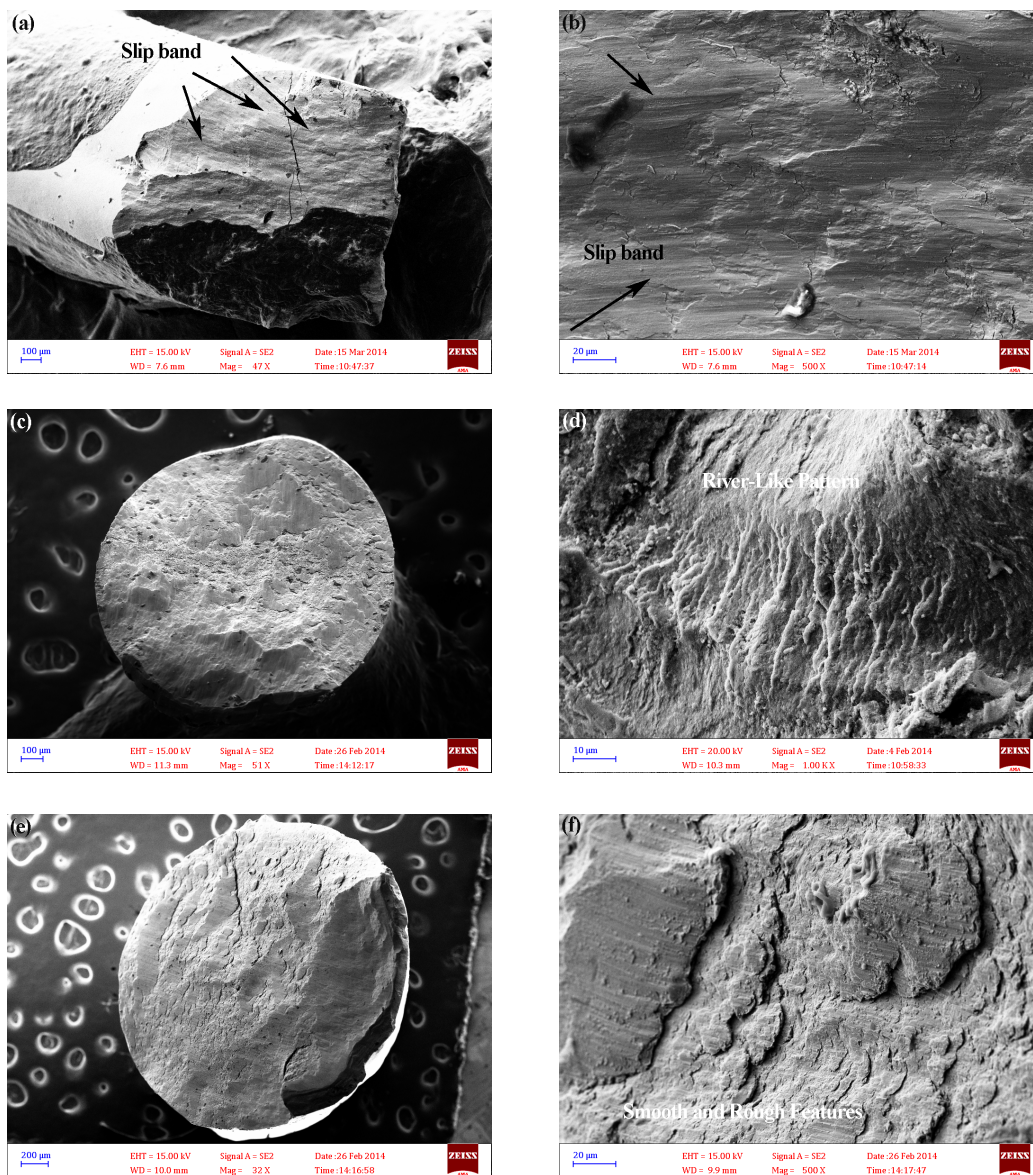 (a)
Slip band
100 µm
EHT = 15.00 kV Signal A = SE2 Date :15 Mar 2014
WD = 7.6 mm Mag = 47 X Time :10:47:37
ZEISS
(b)
Slip band
20 µm
EHT = 15.00 kV Signal A = SE2 Date :15 Mar 2014
WD = 7.6 mm Mag = 500 X Time :10:47:14
ZEISS
(c)
100 µm
EHT = 15.00 kV Signal A = SE2 Date :26 Feb 2014
WD = 11.3 mm Mag = 51 X Time :14:12:17
ZEISS
(d)
River-Like Pattern
10 µm
EHT = 20.00 kV Signal A = SE2 Date :4 Feb 2014
WD = 10.3 mm Mag = 1.00 K X Time :10:58:33
ZEISS
(e)
200 µm
EHT = 15.00 kV Signal A = SE2 Date :26 Feb 2014
WD = 10.0 mm Mag = 32 X Time :14:16:58
ZEISS
(f)
Smooth and Rough Features
20 µm
EHT = 15.00 kV Signal A = SE2 Date :26 Feb 2014
WD = 9.9 mm Mag = 500 X Time :14:17:47
ZEISS